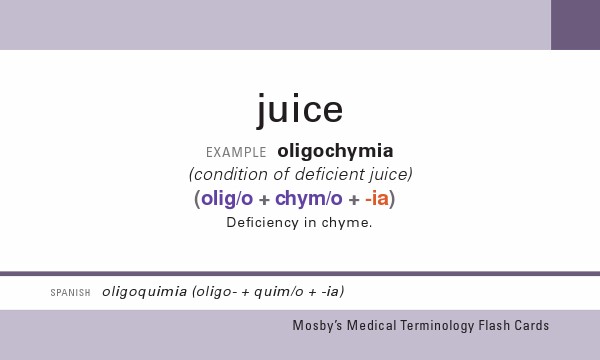 juice
EXAMPLE oligochymia
(condition of deficient juice)
(olig/o + chym/o + -ia)
Deficiency in chyme.
SPANISH oligoquimia (oligo- + quim/o + -ia)
Mosby's Medical Terminology Flash Cards